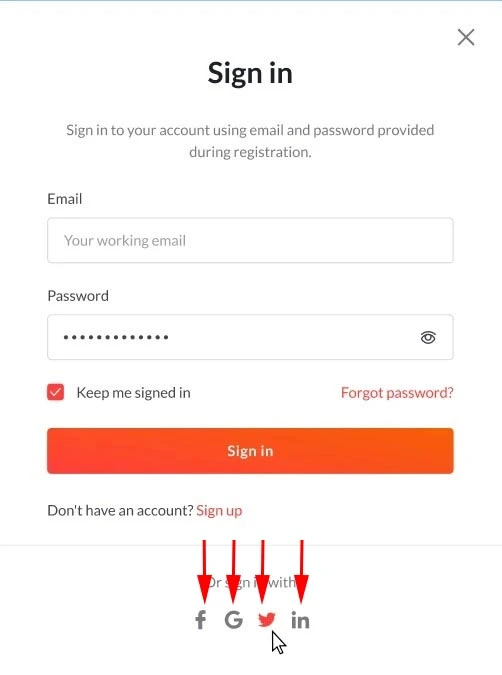 Sign in
Sign in to your account using email and password provided
during registration.
Email
Your working email
Password
Keep me signed in
Forgot password?
Sign in
Don't have an account? Sign up
Or sign in with